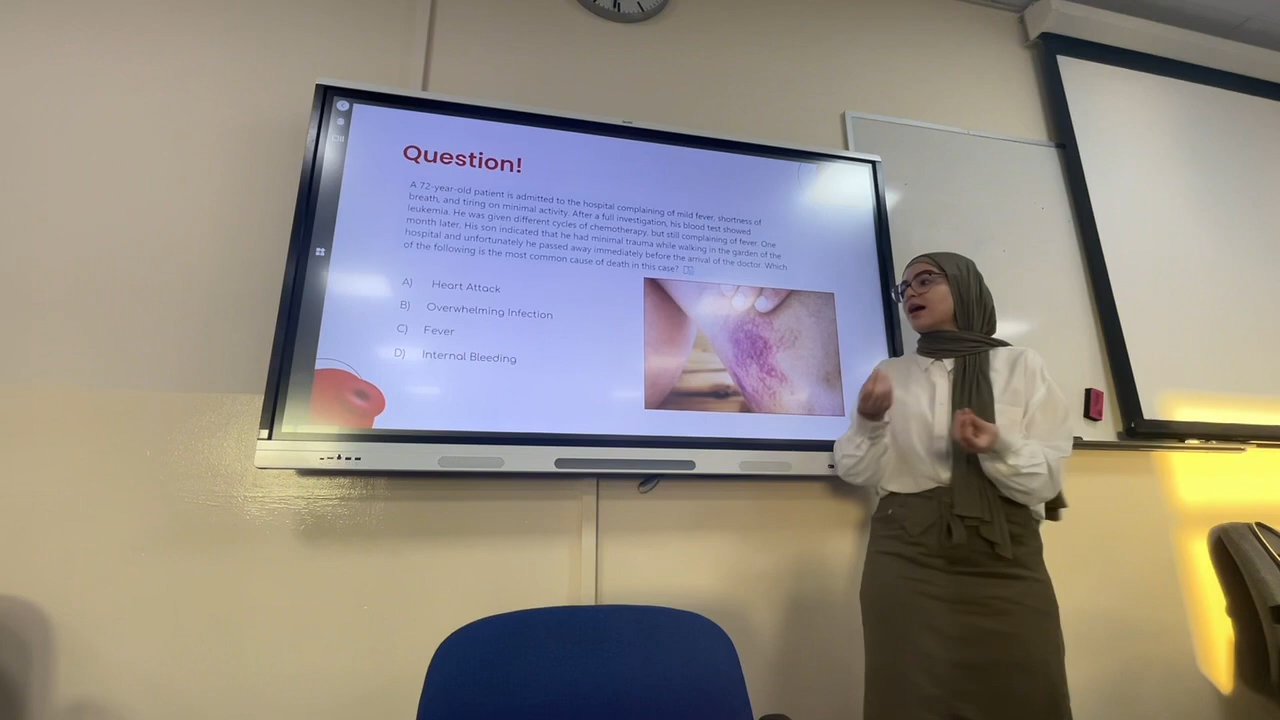 Question!
A 72-year-old patient is admitted to the hospital complaining of mild fever, shortness of
breath, and tiring on minimal activity. After a full investigation, his blood test showed
leukemia. He was given different cycles of chemotherapy, but still complaining of fever. One
month later, His son indicated that he had minimal trauma while walking in the garden of the
hospital and unfortunately he passed away immediately before the arrival of the doctor. Which
of the following is the most common cause of death in this case?
A) Heart Attack
B) Overwhelming Infection
C) Fever
D) Internal Bleeding